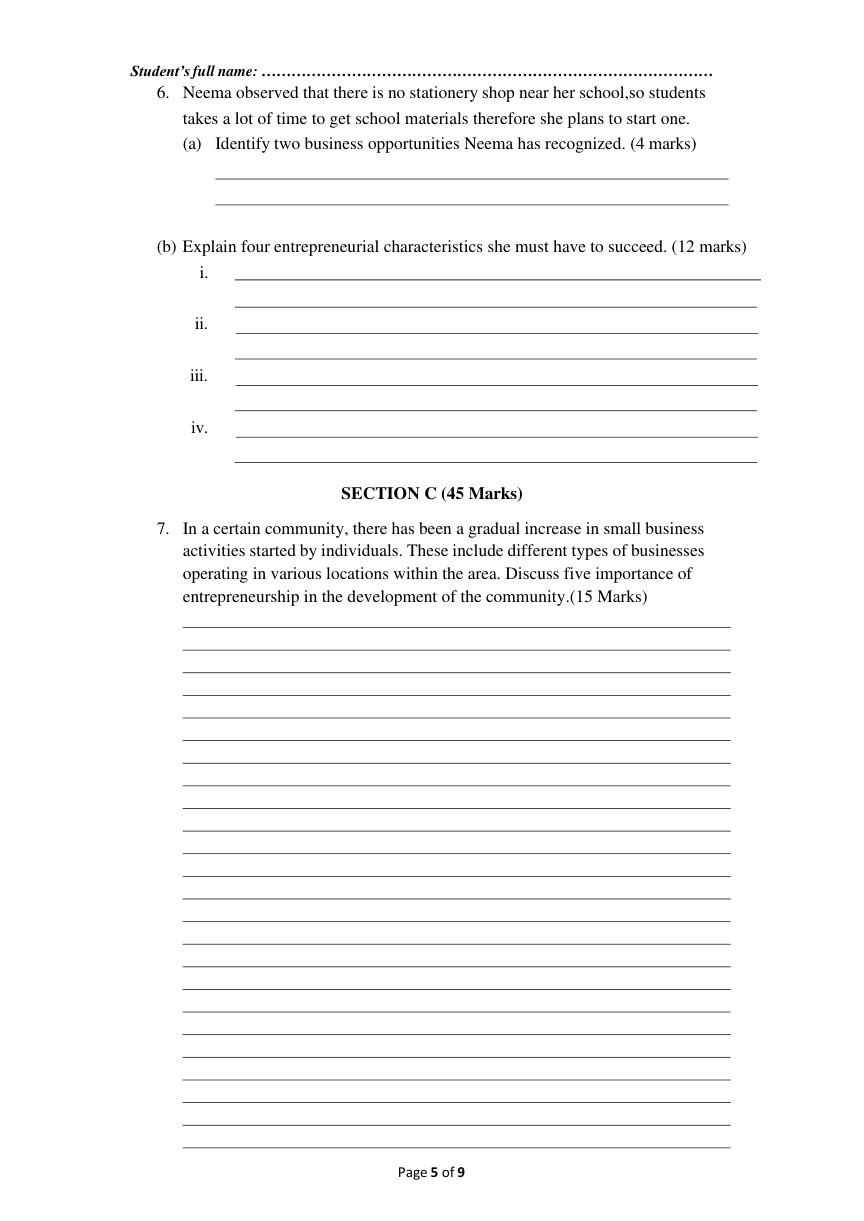 Student's full name: ………………………………………………………………………………
6. Neema observed that there is no stationery shop near her school,so students
takes a lot of time to get school materials therefore she plans to start one.
(a) Identify two business opportunities Neema has recognized. (4 marks)
(b) Explain four entrepreneurial characteristics she must have to succeed. (12 marks)
i.
ii.
iii.
iv.
SECTION C (45 Marks)
7. In a certain community, there has been a gradual increase in small business
activities started by individuals. These include different types of businesses
operating in various locations within the area. Discuss five importance of
entrepreneurship in the development of the community.(15 Marks)
Page 5 of 9